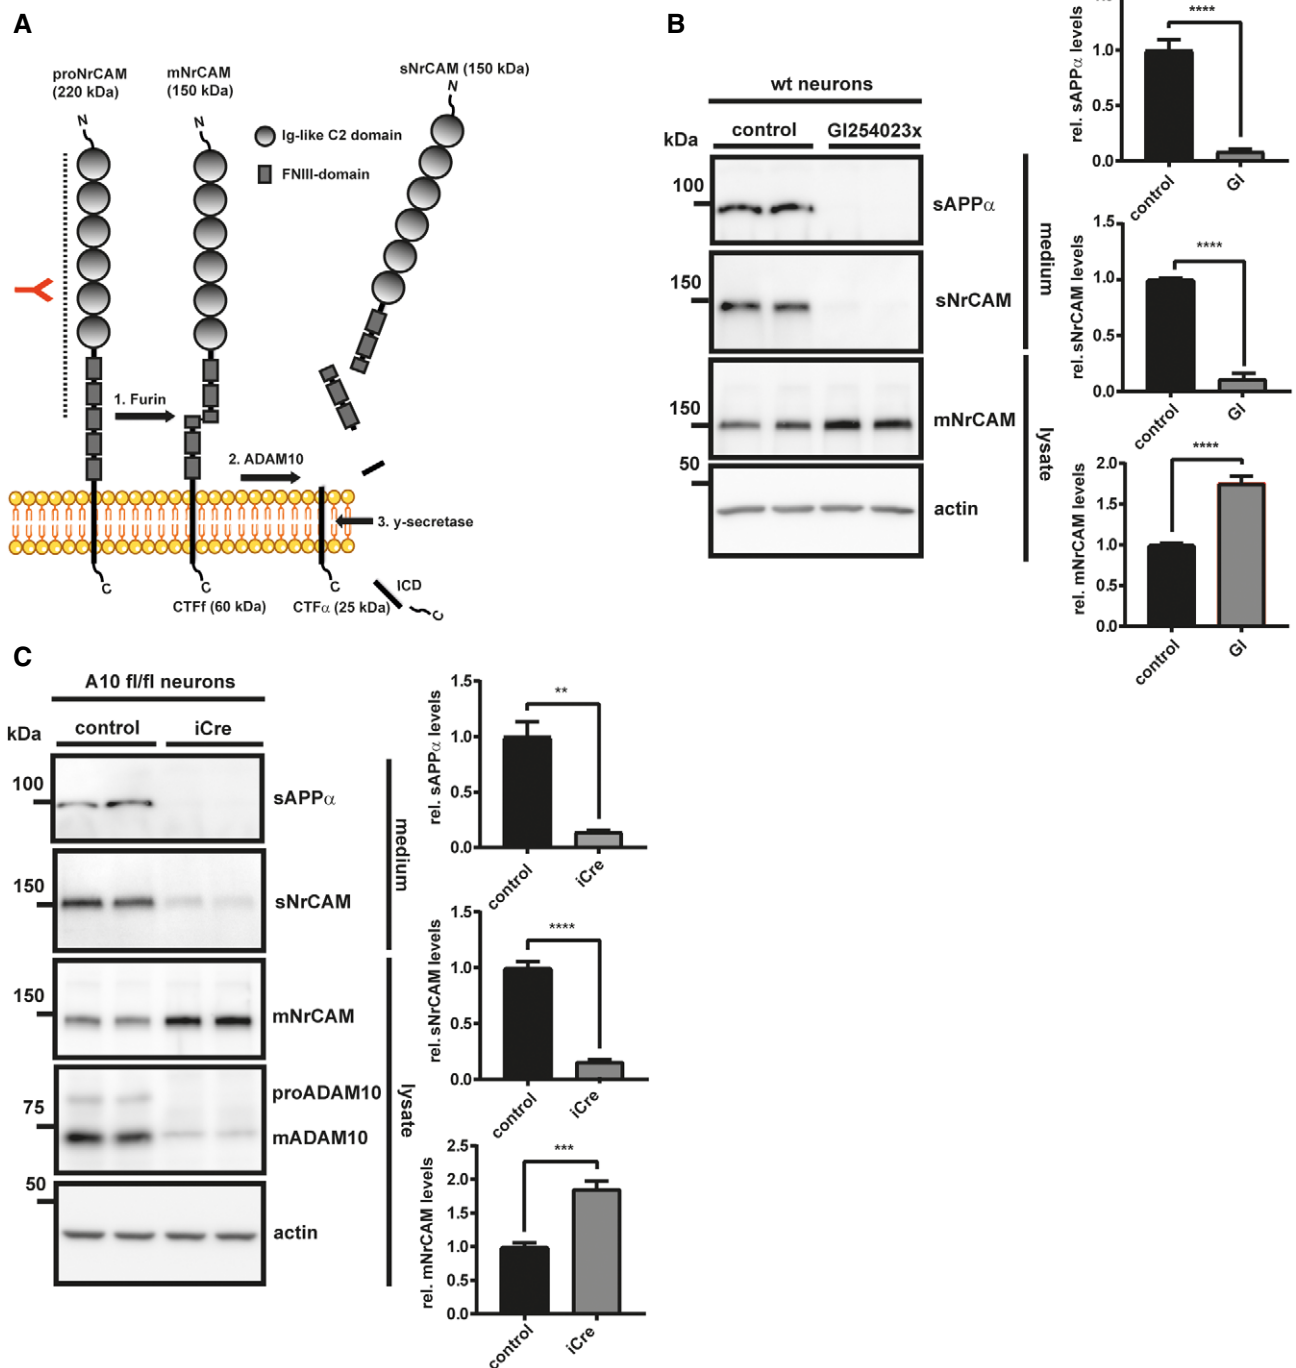 A
proNrCAM
(220 kDa)
mNrCAM
(150 kDa)
sNrCAM (150 kDa)
N
N
N
Ig-like C2 domain
FNIII-domain
1. Furin
2. ADAM10
3. y-secretase
C
C
C
C
ICD
CTFf (60 kDa)
CTFα (25 kDa)
B
wt neurons
control
GI254023x
kDa
100
sAPPα
150
sNrCAM
150
mNrCAM
50
actin
medium
lysate
rel. sAPPα levels
****
1.0
0.5
0.0
control
GI
rel. sNrCAM levels
1.5
****
1.0
0.5
0.0
control
GI
rel. mNrCAM levels
****
2.0
1.5
1.0
0.5
0.0
control
GI
C
A10 fl/fl neurons
control
iCre
kDa
100
sAPPα
150
sNrCAM
150
mNrCAM
proADAM10
75
mADAM10
50
actin
medium
lysate
rel. sAPPα levels
1.5
**
1.0
0.5
0.0
control
iCre
rel. sNrCAM levels
1.5
****
1.0
0.5
0.0
control
iCre
rel. mNrCAM levels
2.5
***
2.0
1.5
1.0
0.5
0.0
control
iCre